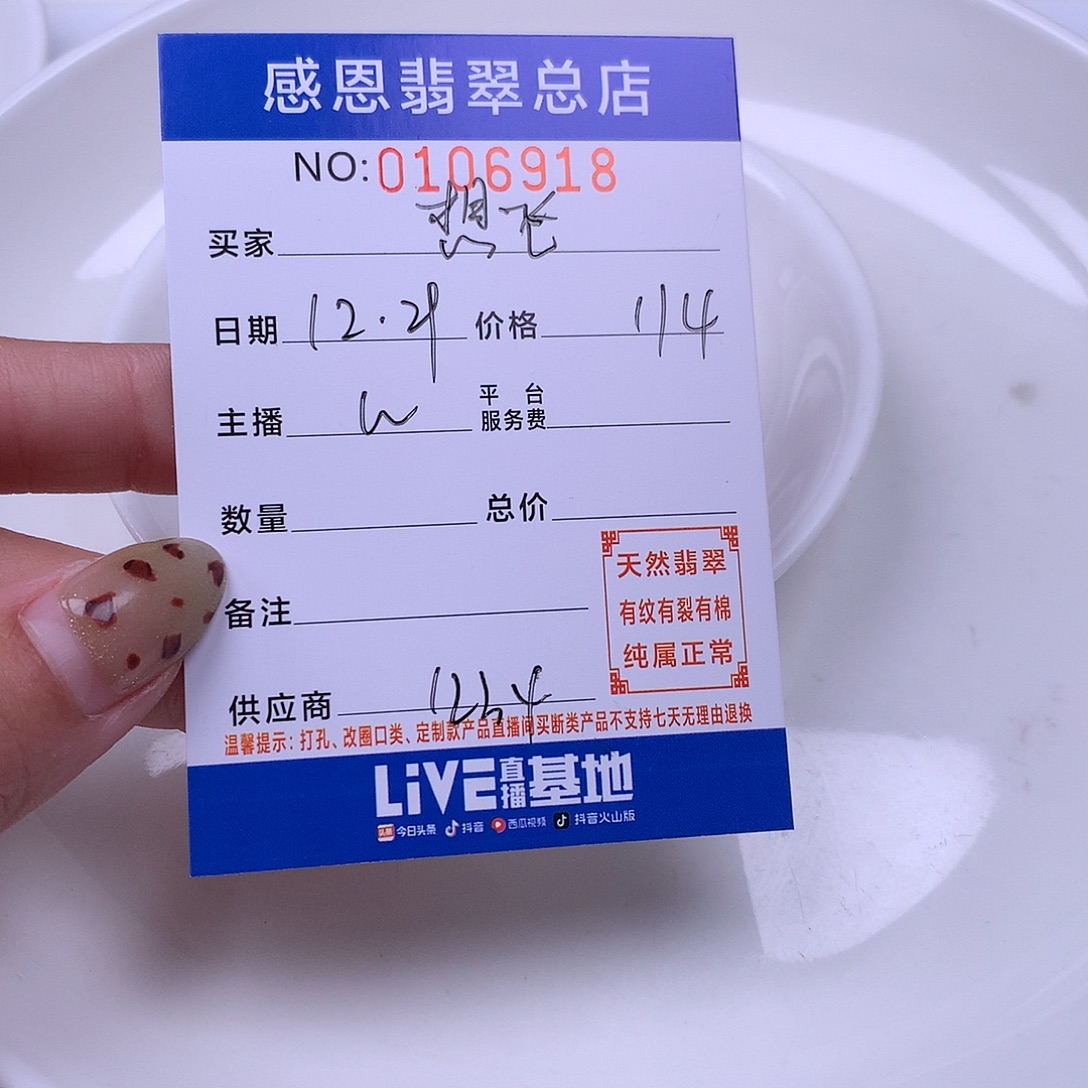 感恩翡翠总店
NO:0106918
买家 想飞
日期 12.29 价格 114
主播 W 平台服务费
数量 总价
天然翡翠
有纹有裂有棉
纯属正常
备注
供应商
温馨提示：打孔、改圈口类、定制款产品直播间买断类产品不支持七天无理由退换
LiVE直播基地
头条 今日头条 抖音 西瓜视频 抖音火山版